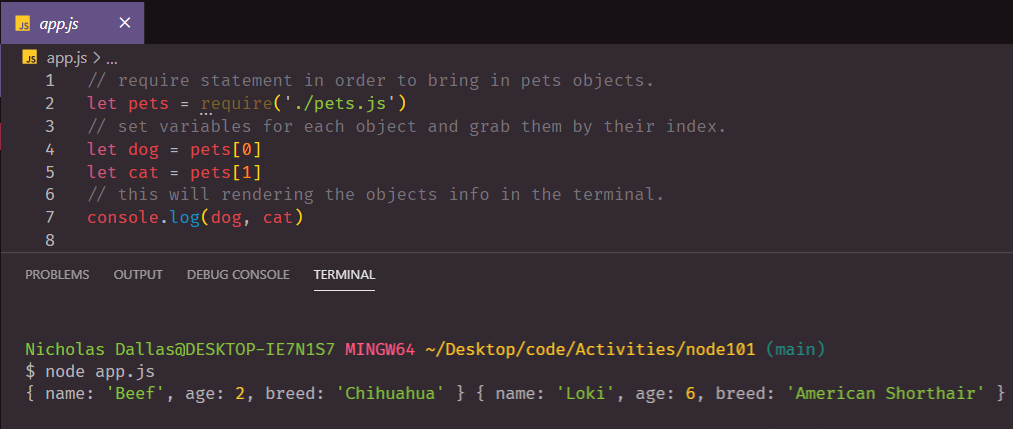 JS app.js ×
JS app.js > ...
1 // require statement in order to bring in pets objects.
2 let pets = require('./pets.js')
3 // set variables for each object and grab them by their index.
4 let dog = pets[0]
5 let cat = pets[1]
6 // this will rendering the objects info in the terminal.
7 console.log(dog, cat)
8
PROBLEMS OUTPUT DEBUG CONSOLE TERMINAL
Nicholas Dallas@DESKTOP-IE7N1S7 MINGW64 ~/Desktop/code/Activities/node101 (main)
$ node app.js
{ name: 'Beef', age: 2, breed: 'Chihuahua' } { name: 'Loki', age: 6, breed: 'American Shorthair' }